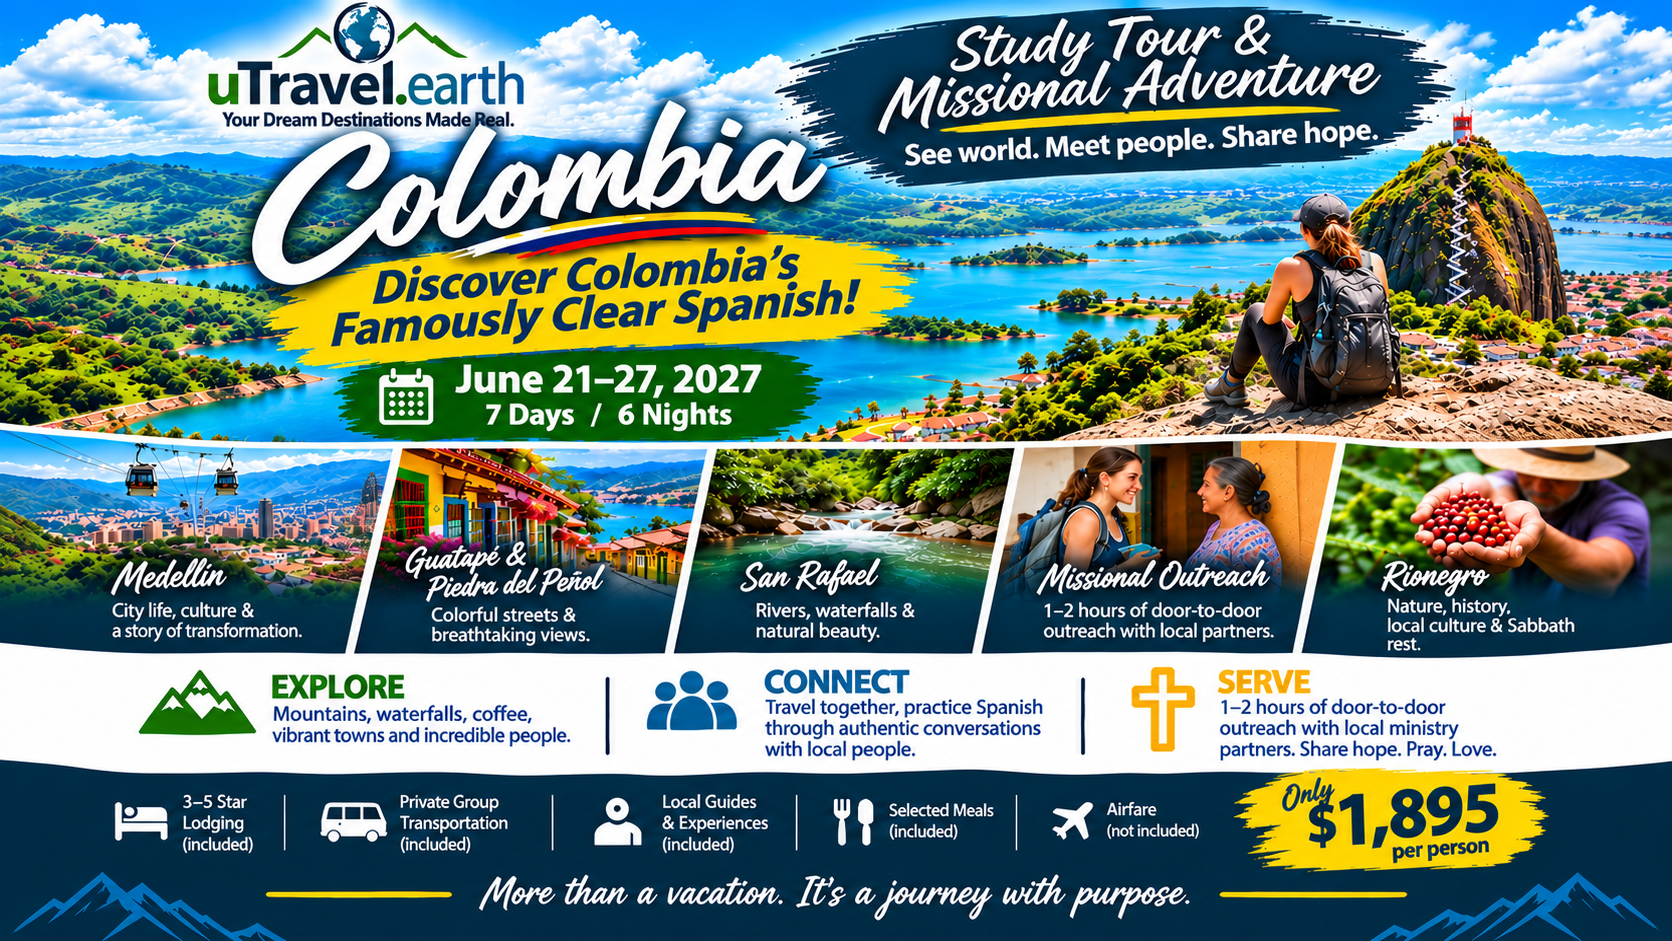 uTravel.earth
Your Dream Destinations Made Real.
Study Tour &
Missional Adventure
See world. Meet people. Share hope.
Colombia
Discover Colombia's
Famously Clear Spanish!
June 21–27, 2027
7 Days / 6 Nights
Medellín
City life, culture &
a story of transformation.
Guatapé &
Piedra del Peñol
Colorful streets &
breathtaking views.
San Rafael
Rivers, waterfalls &
natural beauty.
Missional Outreach
1–2 hours of door-to-door
outreach with local partners.
Rionegro
Nature, history,
local culture & Sabbath
rest.
EXPLORE
Mountains, waterfalls, coffee,
vibrant towns and incredible people.
CONNECT
Travel together, practice Spanish
through authentic conversations
with local people.
SERVE
1–2 hours of door-to-door
outreach with local ministry
partners. Share hope. Pray. Love.
3–5 Star
Lodging
(included)
Private Group
Transportation
(included)
Local Guides
& Experiences
(included)
Selected Meals
(included)
Airfare
(not included)
Only
$1,895
per person
More than a vacation. It's a journey with purpose.